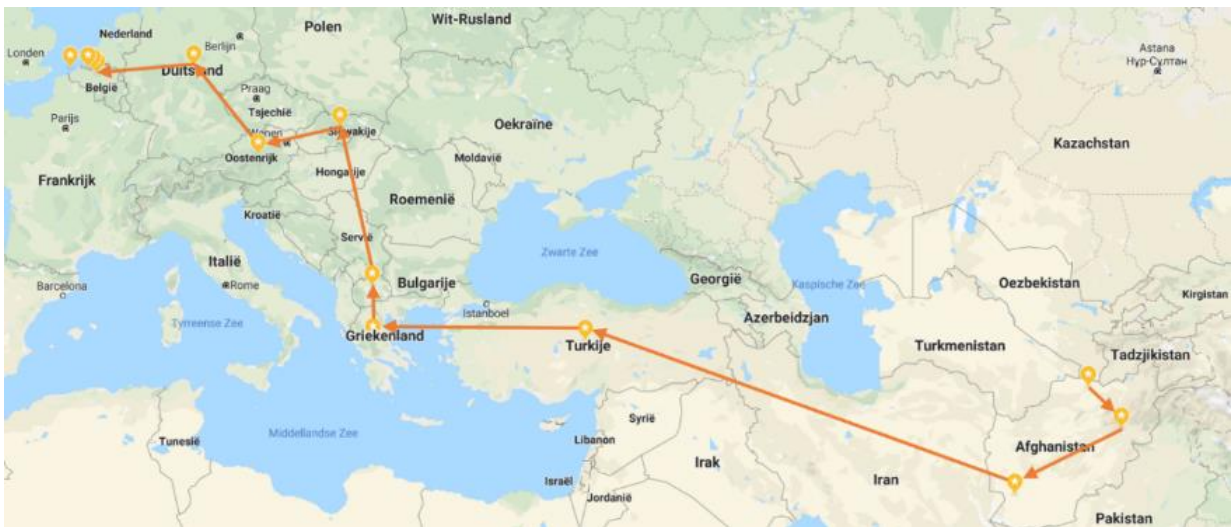 Polen
Wit-Rusland
Nederland
Londen
Berlijn
Duitsland
België
Astana
Нур-Султан
Praag
Tsjechië
Parijs
Wenen
Slowakije
Oekraïne
Kazachstan
Oostenrijk
Moldavië
Hongarije
Frankrijk
Roemenië
Kroatië
Servië
Zwarte Zee
Italië
Bulgarije
Georgië
Kaspische Zee
Oezbekistan
Barcelona
Rome
Kirgistan
Istanboel
Azerbeidzjan
Tyrreense Zee
Griekenland
Turkije
Turkmenistan
Tadzjikistan
Syrië
Middellandse Zee
Tunesië
Libanon
Afghanistan
Irak
Iran
Israël
Jordanië
Pakistan